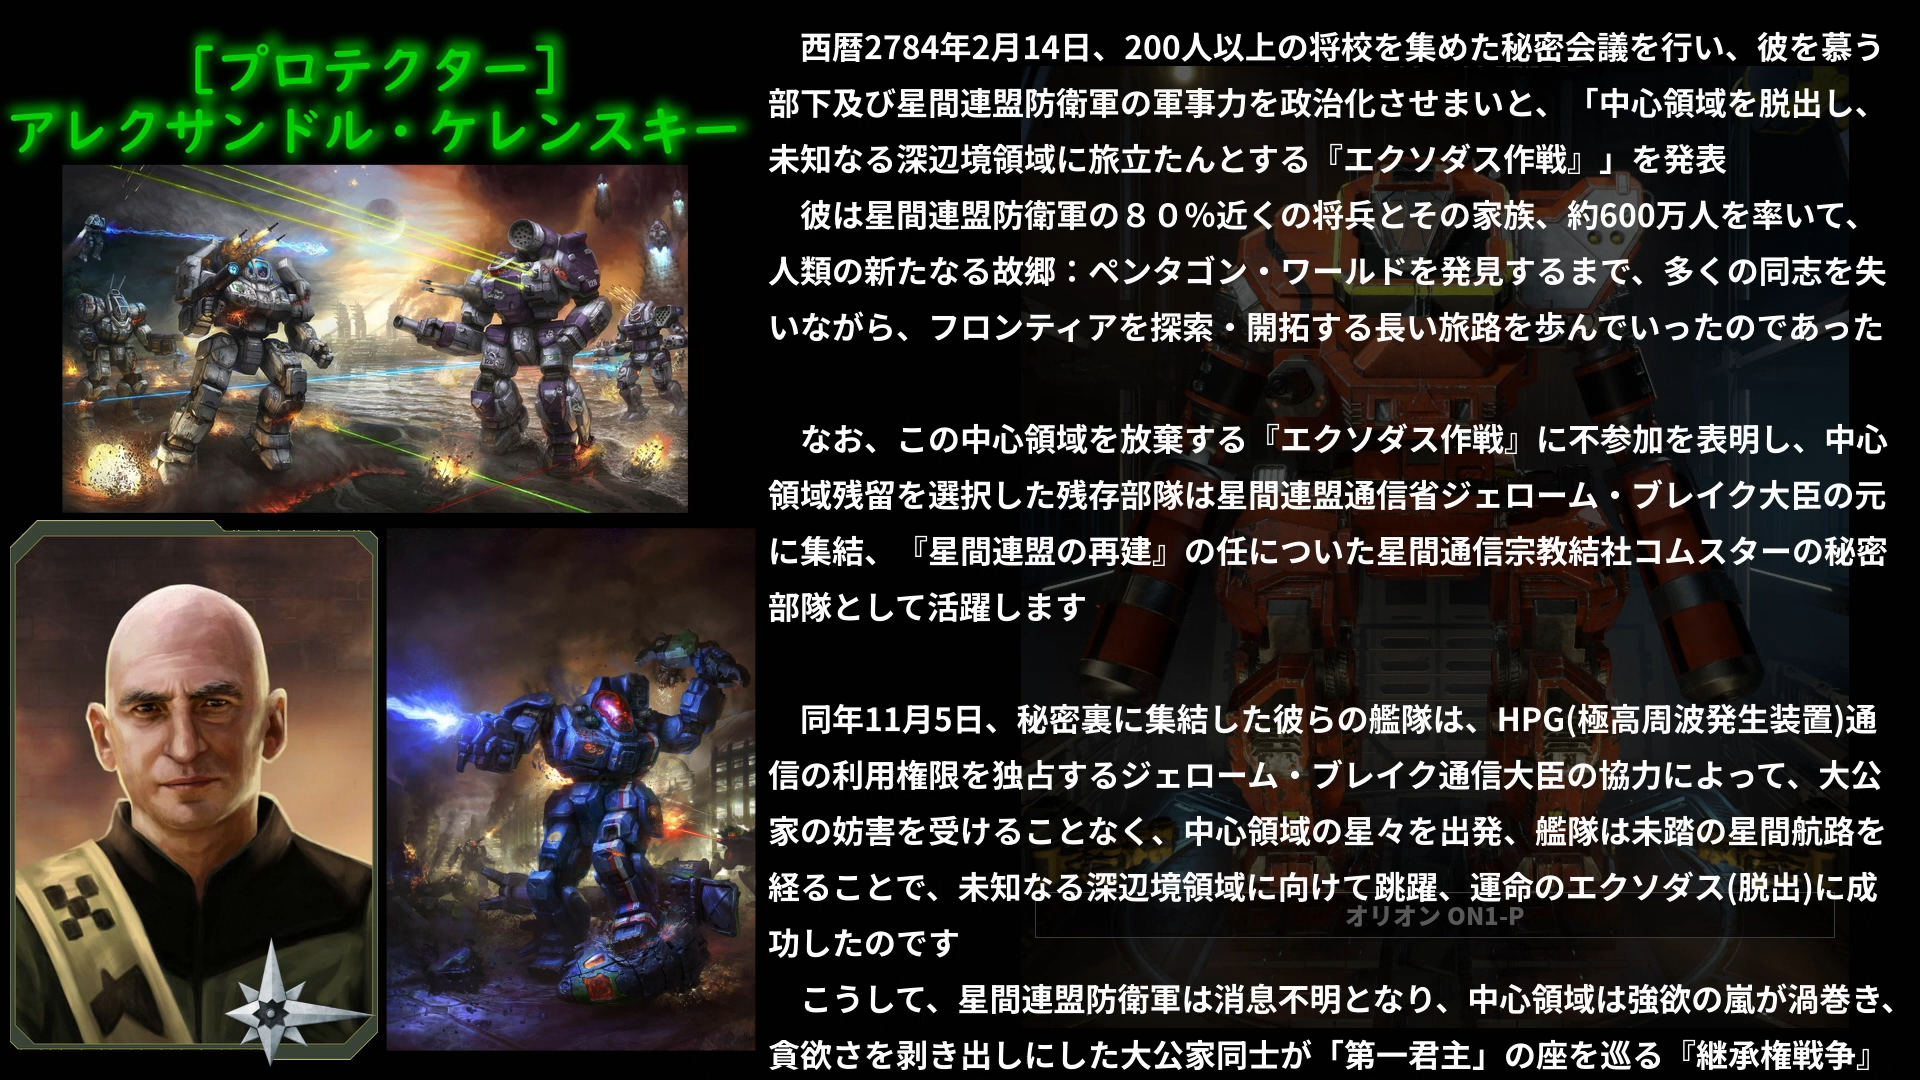 ［プロテクター］
アレクサンドル・ケレンスキー
西暦2784年2月14日、200人以上の将校を集めた秘密会議を行い、彼を慕う
部下及び星間連盟防衛軍の軍事力を政治化させまいと、「中心領域を脱出し、
未知なる深辺境領域に旅立たんとする『エクソダス作戦』」を発表
彼は星間連盟防衛軍の８０％近くの将兵とその家族、約600万人を率いて、
人類の新たなる故郷：ペンタゴン・ワールドを発見するまで、多くの同志を失
いながら、フロンティアを探索・開拓する長い旅路を歩んでいったのであった
なお、この中心領域を放棄する『エクソダス作戦』に不参加を表明し、中心
領域残留を選択した残存部隊は星間連盟通信省ジェローム・ブレイク大臣の元
に集結、『星間連盟の再建』の任についた星間通信宗教結社コムスターの秘密
部隊として活躍します
同年11月5日、秘密裏に集結した彼らの艦隊は、HPG(極高周波発生装置)通
信の利用権限を独占するジェローム・ブレイク通信大臣の協力によって、大公
家の妨害を受けることなく、中心領域の星々を出発、艦隊は未踏の星間航路を
経ることで、未知なる深辺境領域に向けて跳躍、運命のエクソダス(脱出)に成
功したのです
オリオン ON1-P
こうして、星間連盟防衛軍は消息不明となり、中心領域は強欲の嵐が渦巻き、
貪欲さを剥き出しにした大公家同士が「第一君主」の座を巡る『継承権戦争』